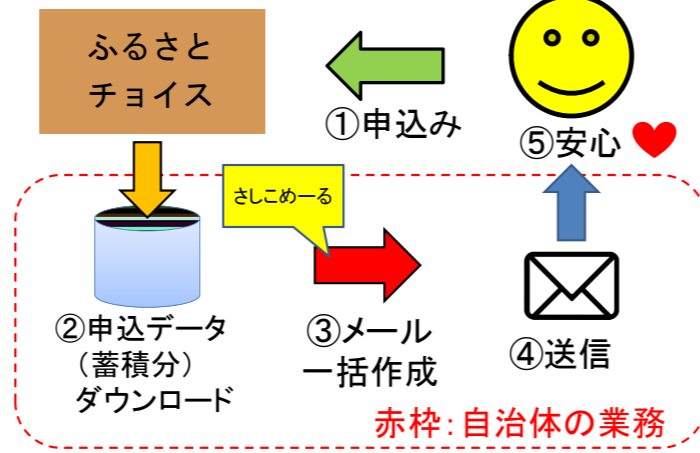 ふるさと
チョイス
①申込み
⑤安心
さしこめーる
②申込データ
（蓄積分）
ダウンロード
③メール
一括作成
④送信
赤枠：自治体の業務